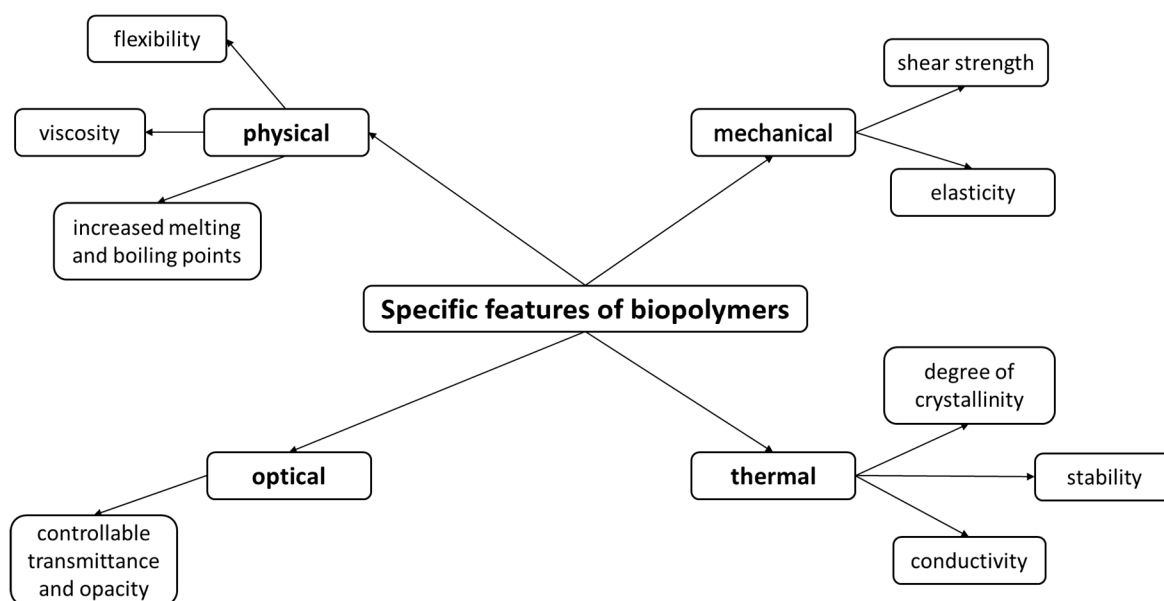 flexibility
viscosity
physical
increased melting
and boiling points
shear strength
mechanical
elasticity
Specific features of biopolymers
optical
controllable
transmittance
and opacity
degree of
crystallinity
thermal
stability
conductivity